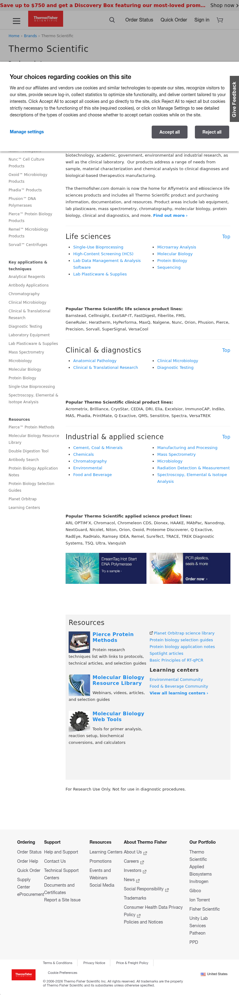 Save up to $750 and get a Discovery Box featuring our most-loved prom... Shop now
ThermoFisher
SCIENTIFIC
Order Status Quick Order Sign in
Home › Brands › Thermo Scientific
Thermo Scientific
Your choices regarding cookies on this site
We and our affiliates and vendors use cookies and similar technologies to operate our sites, recognize visitors to
our sites, provide secure log-in, collect statistics to optimize site functionality, and deliver content tailored to your
interests. Click Accept All to accept all cookies and go directly to the site, click Reject All to reject all but cookies
strictly necessary to the functioning of this site (required cookies), or click on Manage Settings to see detailed
descriptions of the types of cookies and choose whether to accept certain cookies while on the site.
Manage settings
Accept all
Reject all
Give Feedback
Nunc™ Cell Culture
Products
Oxoid™ Microbiology
Products
Phadia™ Products
Phusion™ DNA
Polymerases
Pierce™ Protein Biology
Products
Remel™ Microbiology
Products
Sorvall™ Centrifuges
Key applications &
techniques
Analytical Reagents
Antibody Applications
Chromatography
Clinical Microbiology
Clinical & Translational
Research
Diagnostic Testing
Laboratory Equipment
Lab Plasticware & Supplies
Mass Spectrometry
Microbiology
Molecular Biology
Protein Biology
Single-Use Bioprocessing
Spectroscopy, Elemental &
Isotope Analysis
Resources
Pierce™ Protein Methods
Molecular Biology Resource
Library
Double Digestion Tool
Antibody Search
Protein Biology Application
Notes
Protein Biology Selection
Guides
Planet Orbitrap
Learning Centers
biotechnology, academic, government, environmental and industrial research, as
well as the clinical laboratory. Our products address a range of needs from
sample, material characterization and chemical analysis to clinical diagnoses and
biological-based therapeutics manufacturing.
The thermofisher.com domain is now the home for Affymetrix and eBioscience life
sciences products and includes all Thermo Scientific product and purchasing
information, documentation, and resources. Product areas include lab equipment,
lab plasticware, mass spectrometry, chromatography, molecular biology, protein
biology, clinical and diagnostics, and more. Find out more ›
Life sciences
Top
Single-Use Bioprocessing
High-Content Screening (HCS)
Lab Data Management & Analysis
Software
Lab Plasticware & Supplies
Microarray Analysis
Molecular Biology
Protein Biology
Sequencing
Popular Thermo Scientific life science product lines:
Barnstead, CellInsight, ExoSAP-IT, FastDigest, Fiberlite, FMS,
GeneRuler, Heratherm, HyPerforma, MaxQ, Nalgene, Nunc, Orion, Phusion, Pierce,
Precision, Sorvall, SuperSignal, VersaCool
Clinical & diagnostics
Top
Anatomical Pathology
Clinical & Translational Research
Clinical Microbiology
Diagnostic Testing
Popular Thermo Scientific clinical product lines:
Acrometrix, Brilliance, CryoStar, CEDIA, DRI, Elia, Excelsior, ImmunoCAP, Indiko,
MAS, Phadia, PrintMate, Q Exactive, QMS, Sensititre, Spectra, VersaTREK
Industrial & applied science
Top
Cement, Coal & Minerals
Chemicals
Chromatography
Environmental
Food and Beverage
Manufacturing and Processing
Mass Spectrometry
Microbiology
Radiation Detection & Measurement
Spectroscopy, Elemental & Isotope
Analysis
Popular Thermo Scientific applied science product lines:
ARL OPTIM'X, Chromacol, Chromeleon CDS, Dionex, HAAKE, MAbPac, Nanodrop,
NextGuard, Nicolet, Niton, Orion, Oxoid, Proteome Discoverer, Q Exactive,
RadEye, RadHalo, Ramsey IDEA, Remel, SureTect, TRACE, TREK Diagnostic
Systems, TSQ, Ultra, Vanquish
DreamTaq Hot Start
DNA Polymerase
Try a sample ›
PCR plastics,
seals & more
Order now ›
Resources
Pierce Protein
Methods
Protein research
techniques list with links to protocols,
technical articles, and selection guides
Molecular Biology
Resource Library
Webinars, videos, articles,
and selection guides
Molecular Biology
Web Tools
Tools for primer analysis,
reaction setup, biochemical
conversions, and calculators
Planet Orbitrap science library
Protein biology selection guides
Protein biology application notes
Spotlight articles
Basic Principles of RT-qPCR
Learning centers
Environmental Community
Food & Beverage Community
View all learning centers ›
For Research Use Only. Not for use in diagnostic procedures.
Ordering
Order Status
Order Help
Quick Order
Supply
Center
eProcurement
Support
Help and Support
Contact Us
Technical Support
Centers
Documents and
Certificates
Report a Site Issue
Resources
Learning Centers
Promotions
Events and
Webinars
Social Media
About Thermo Fisher
About Us
Careers
Investors
News
Social Responsibility
Trademarks
Consumer Health Data Privacy
Policy
Policies and Notices
Our Portfolio
Thermo
Scientific
Applied
Biosystems
Invitrogen
Gibco
Ion Torrent
Fisher Scientific
Unity Lab
Services
Patheon
PPD
Terms & Conditions Privacy Notice Price & Freight Policy
Cookie Preferences
ThermoFisher
SCIENTIFIC
United States
© 2006-2026 Thermo Fisher Scientific Inc. All rights reserved. All trademarks are the property
of Thermo Fisher Scientific and its subsidiaries unless otherwise specified.